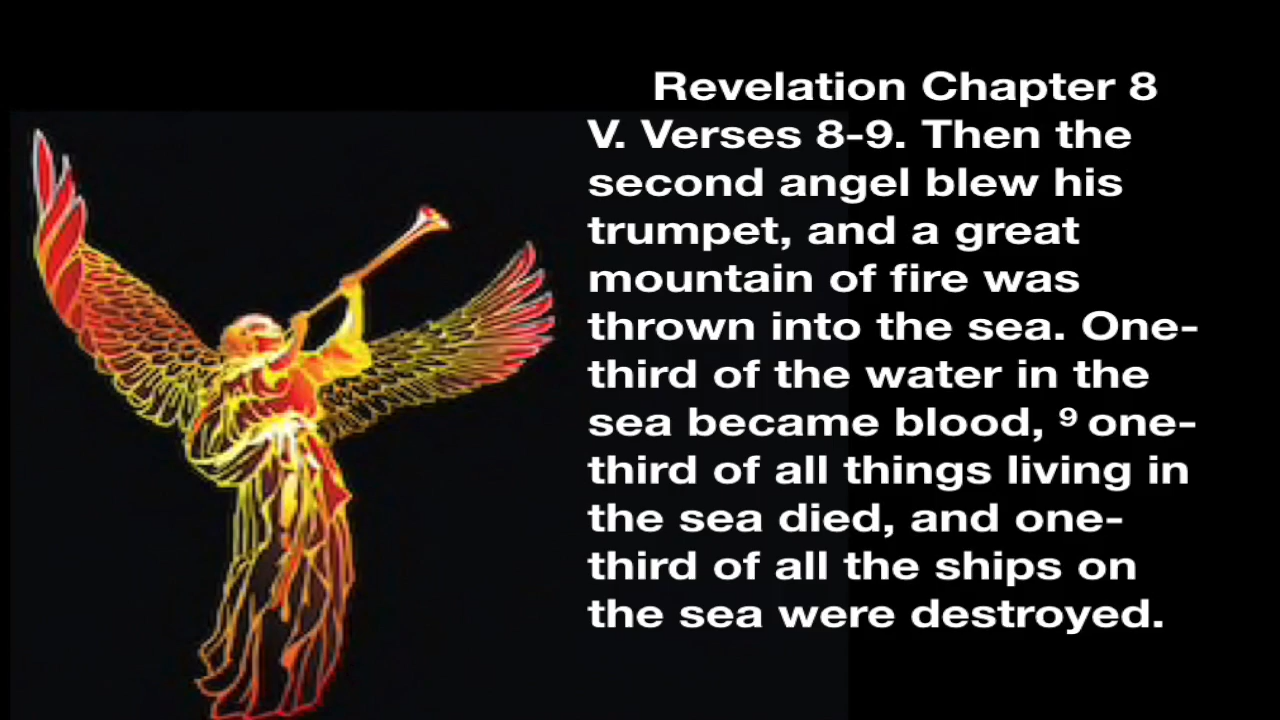 Revelation Chapter 8
V. Verses 8-9. Then the
second angel blew his
trumpet, and a great
mountain of fire was
thrown into the sea. One-
third of the water in the
sea became blood, ⁹ one-
third of all things living in
the sea died, and one-
third of all the ships on
the sea were destroyed.